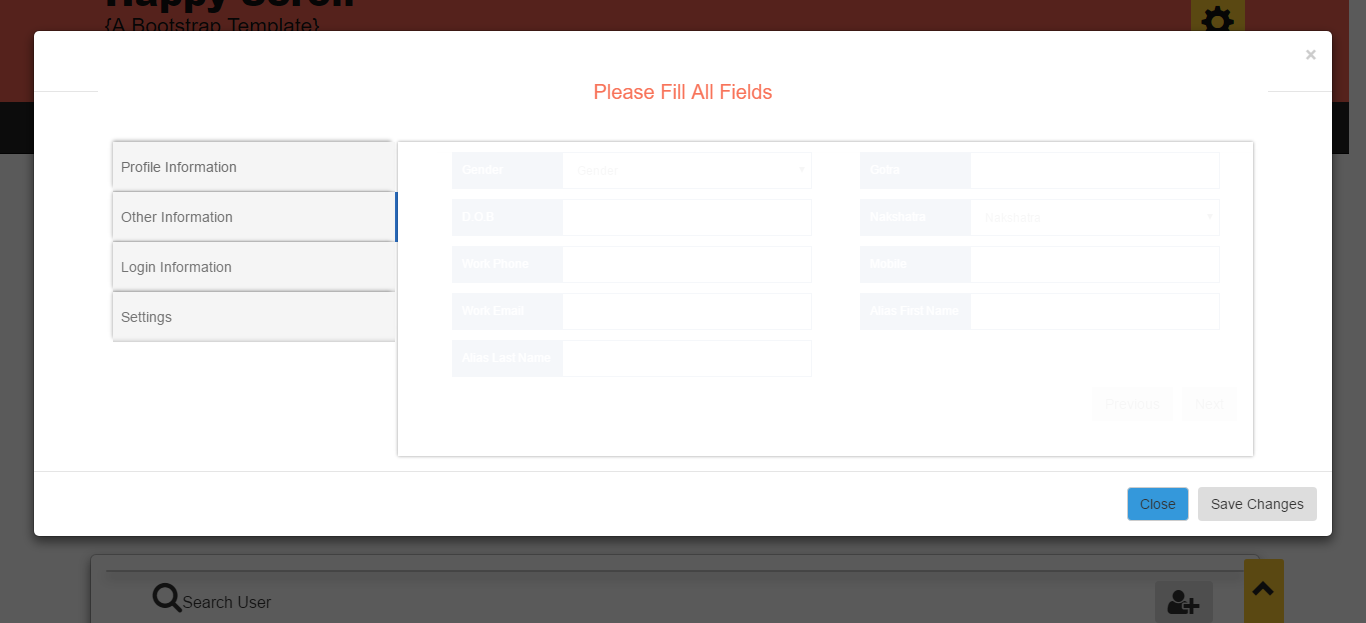 Happy Scroll
{A Bootstrap Template}
×
Please Fill All Fields
Profile Information
Other Information
Login Information
Settings
Gender Gender
Gotra
D.O.B
Nakshatra Nakshatra
Work Phone
Mobile
Work Email
Alias First Name
Alias Last Name
Previous Next
Close Save Changes
Search User